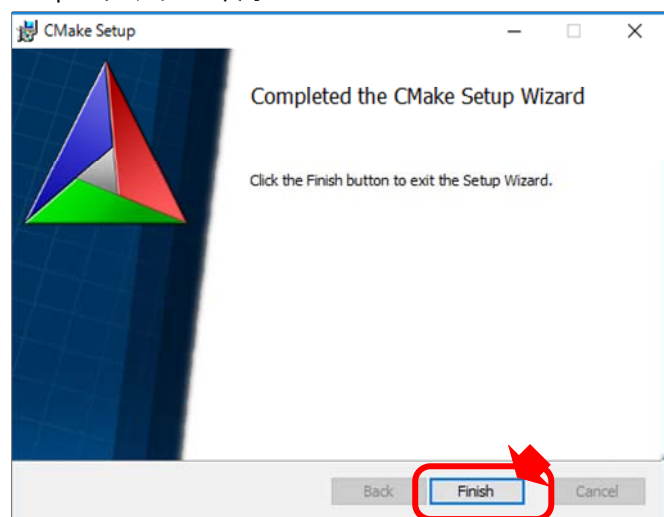 CMake Setup
Completed the CMake Setup Wizard
Click the Finish button to exit the Setup Wizard.
Back
Finish
Cancel